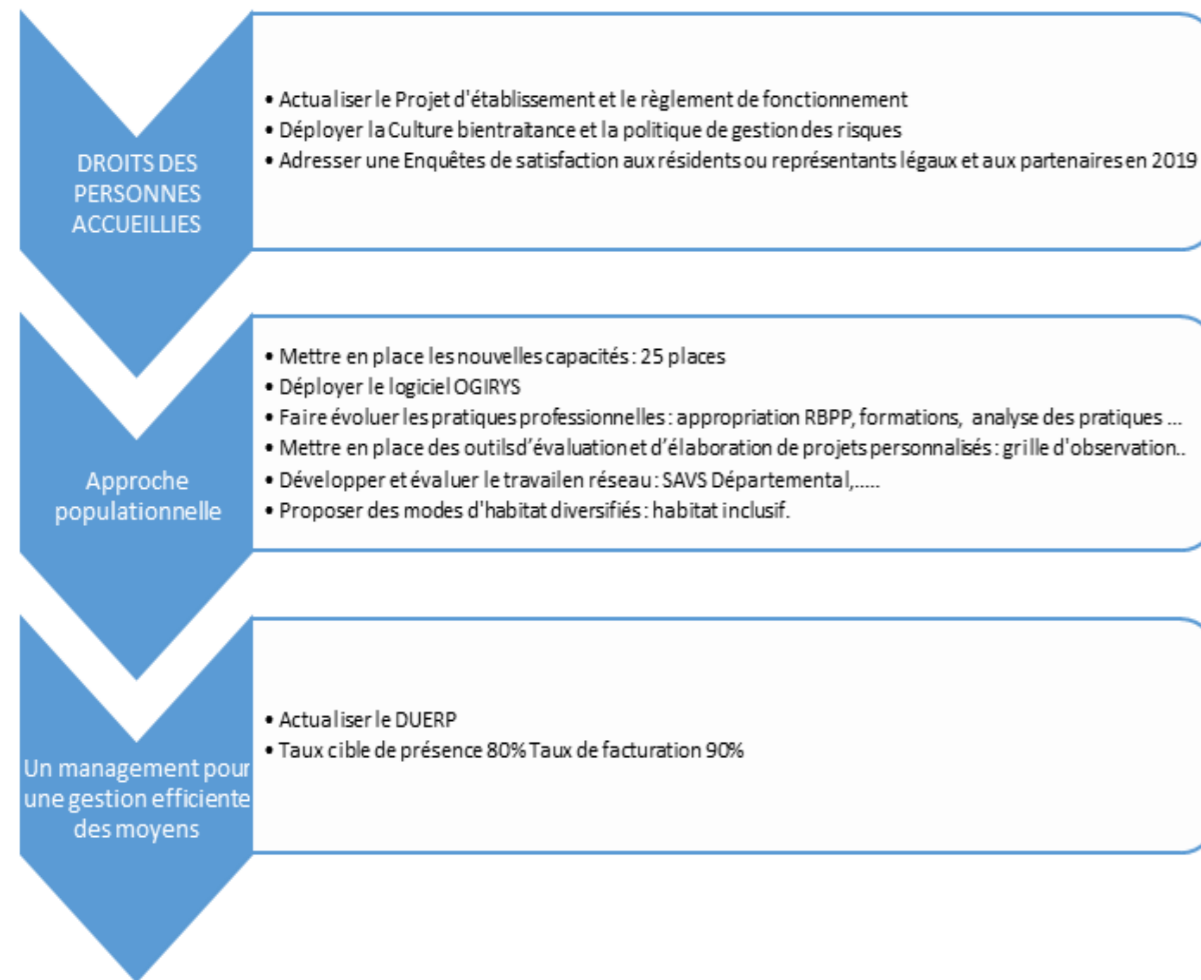 DROITS DES
PERSONNES
ACCUEILLIES
• Actualiser le Projet d'établissement et le règlement de fonctionnement
• Déployer la Culture bientraitance et la politique de gestion des risques
• Adresser une Enquêtes de satisfaction aux résidents ou représentants légaux et aux partenaires en 2019
Approche
populationnelle
• Mettre en place les nouvelles capacités : 25 places
• Déployer le logiciel OGIRYS
• Faire évoluer les pratiques professionnelles : appropriation RBPP, formations, analyse des pratiques ...
• Mettre en place des outils d’évaluation et d’élaboration de projets personnalisés : grille d'observation..
• Développer et évaluer le travail en réseau : SAVS Départemental,.....
• Proposer des modes d'habitat diversifiés : habitat inclusif.
Un management pour
une gestion efficiente
des moyens
• Actualiser le DUERP
• Taux cible de présence 80% Taux de facturation 90%